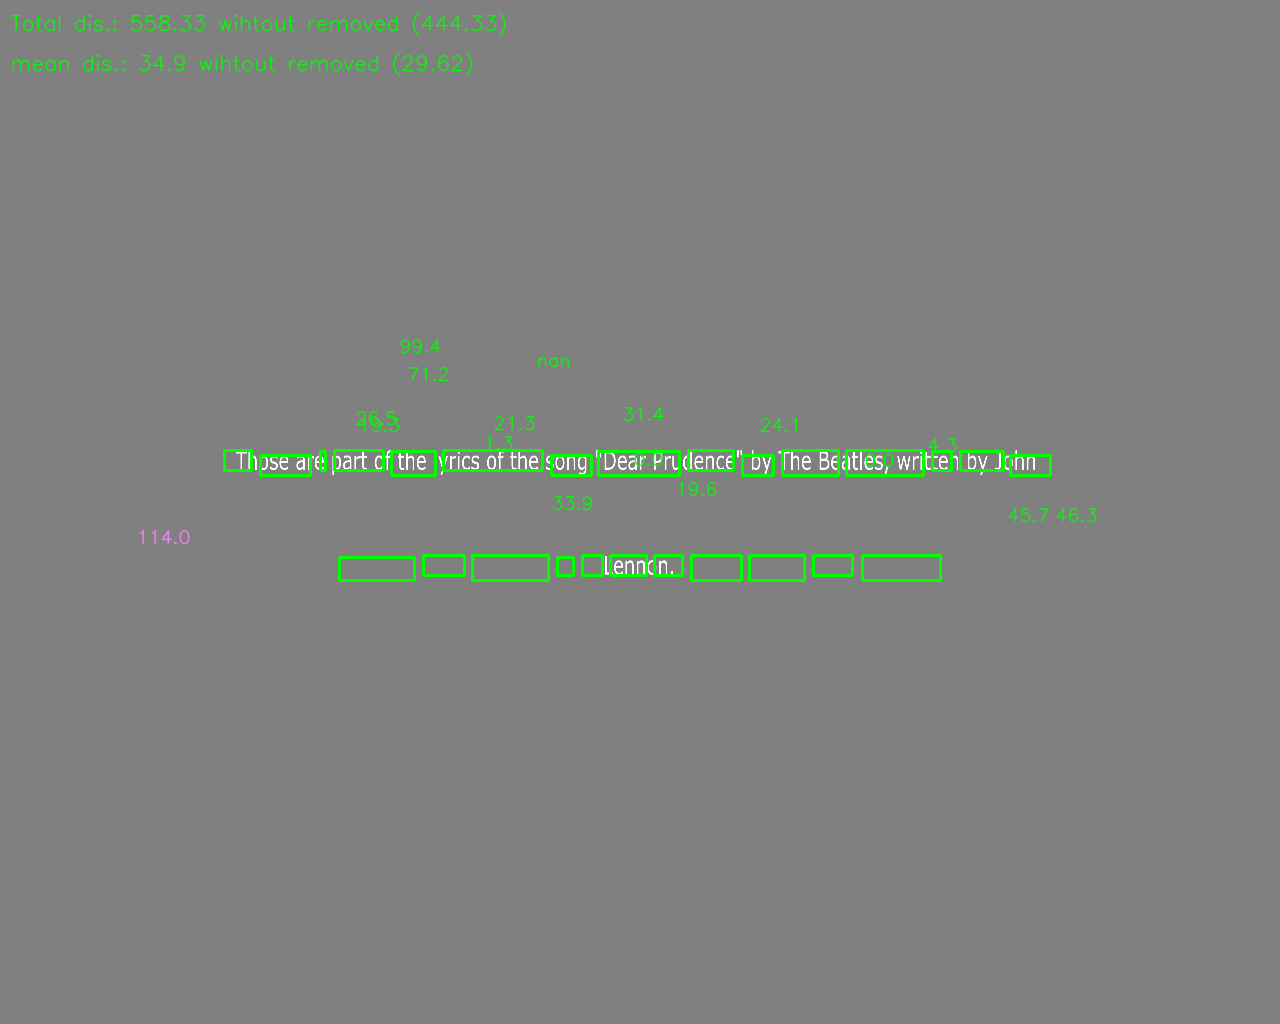 Total dis.: 558.33 wihtout removed (444.33)
mean dis.: 34.9 wihtout removed (29.62)
99.4
nan
71.2
26.5
21.3
31.4
24.1
1.3
4.3
Those are part of the lyrics of the song "Dear Prudence" by The Beatles, written by John
19.6
33.9
45.7 46.3
114.0
Lennon.